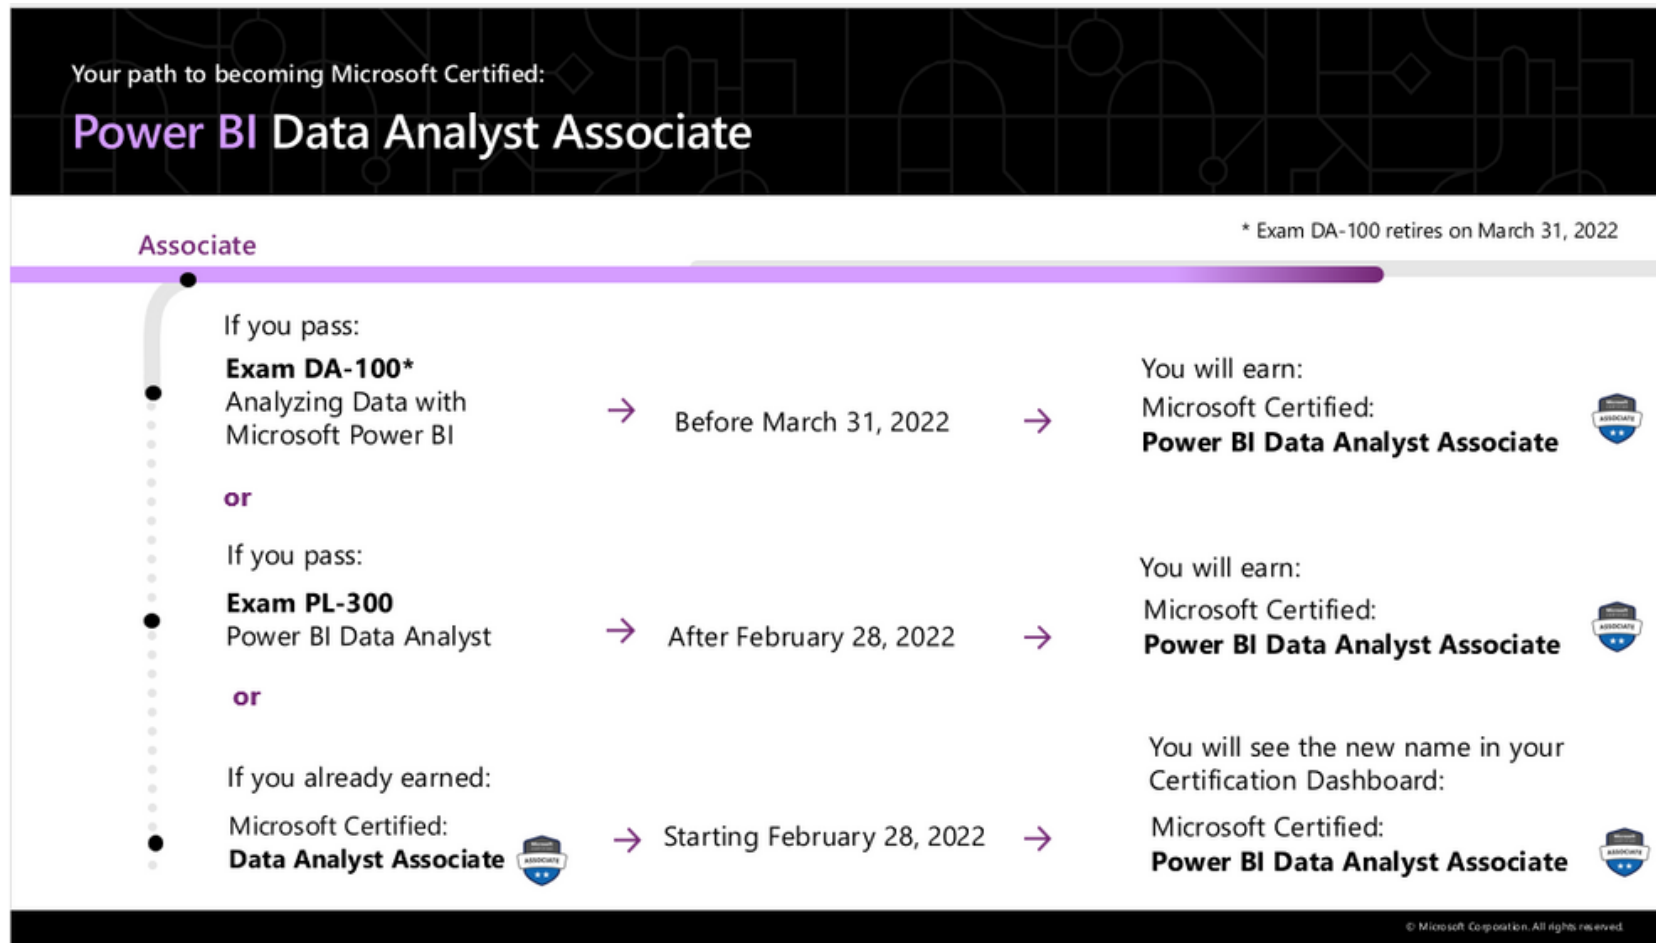 Your path to becoming Microsoft Certified:
Power BI Data Analyst Associate
* Exam DA-100 retires on March 31, 2022
Associate
If you pass:
Exam DA-100*
Analyzing Data with
Microsoft Power BI
Before March 31, 2022
You will earn:
Microsoft Certified:
Power BI Data Analyst Associate
ASSOCIATE
or
If you pass:
Exam PL-300
Power BI Data Analyst
After February 28, 2022
You will earn:
Microsoft Certified:
Power BI Data Analyst Associate
ASSOCIATE
or
If you already earned:
Microsoft Certified:
Data Analyst Associate
ASSOCIATE
Starting February 28, 2022
You will see the new name in your
Certification Dashboard:
Microsoft Certified:
Power BI Data Analyst Associate
ASSOCIATE
© Microsoft Corporation. All rights reserved.